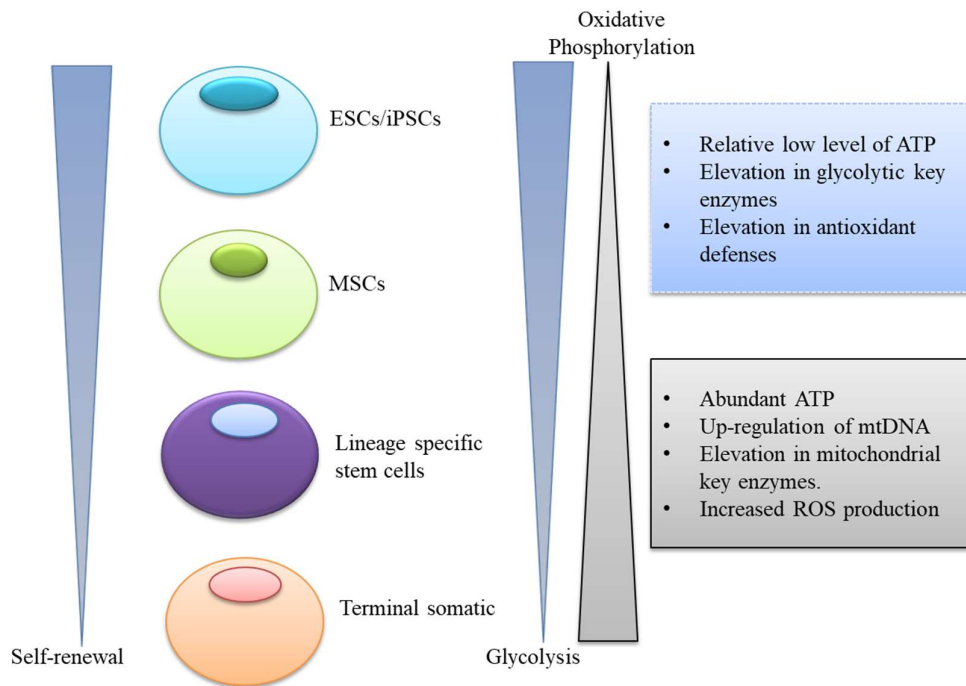 Oxidative
Phosphorylation
ESCs/iPSCs
• Relative low level of ATP
• Elevation in glycolytic key
enzymes
• Elevation in antioxidant
defenses
MSCs
• Abundant ATP
• Up-regulation of mtDNA
• Elevation in mitochondrial
key enzymes.
• Increased ROS production
Lineage specific
stem cells
Terminal somatic
Self-renewal
Glycolysis